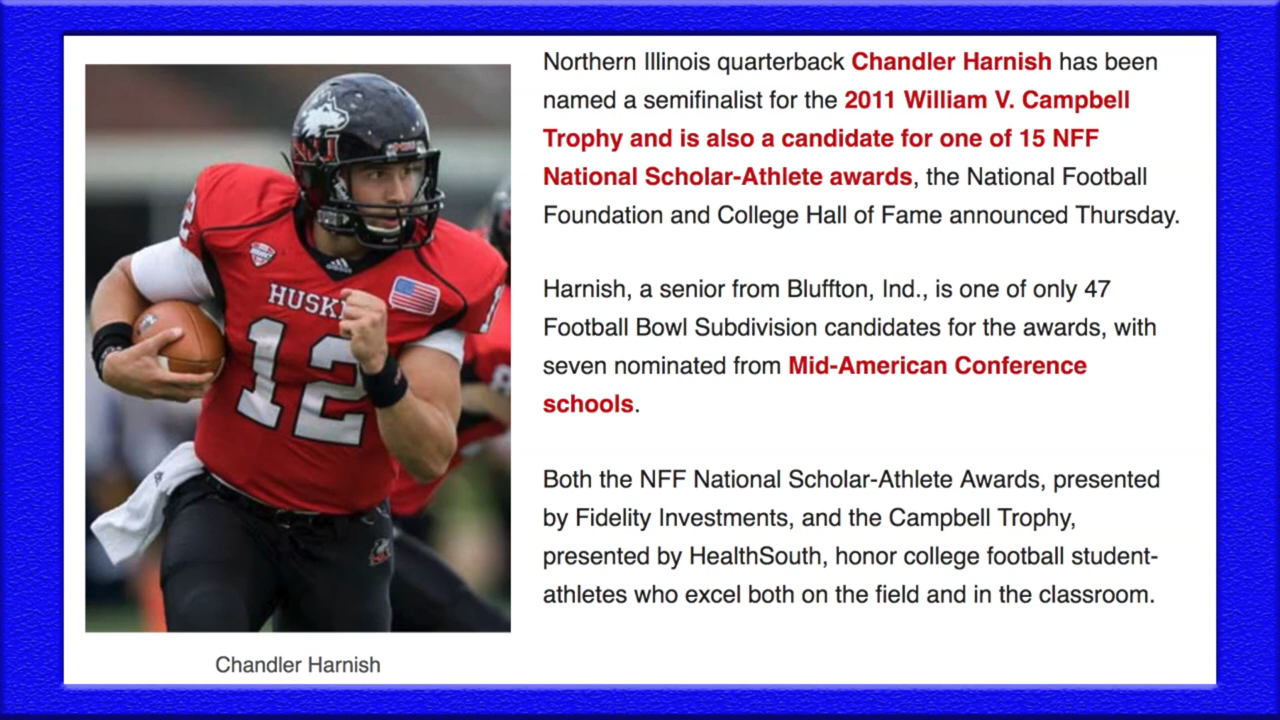 Northern Illinois quarterback Chandler Harnish has been
named a semifinalist for the 2011 William V. Campbell
Trophy and is also a candidate for one of 15 NFF
National Scholar-Athlete awards, the National Football
Foundation and College Hall of Fame announced Thursday.
Harnish, a senior from Bluffton, Ind., is one of only 47
Football Bowl Subdivision candidates for the awards, with
seven nominated from Mid-American Conference
schools.
Both the NFF National Scholar-Athlete Awards, presented
by Fidelity Investments, and the Campbell Trophy,
presented by HealthSouth, honor college football student-
athletes who excel both on the field and in the classroom.
NIU
HUSKI
12
Chandler Harnish